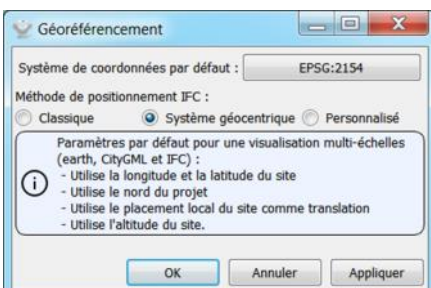 Géoréférencement
Système de coordonnées par défaut : EPSG:2154
Méthode de positionnement IFC :
Classique Système géocentrique Personnalisé
Paramètres par défaut pour une visualisation multi-échelles
(earth, CityGML et IFC) :
- Utilise la longitude et la latitude du site
- Utilise le nord du projet
- Utilise le placement local du site comme translation
- Utilise l'altitude du site.
OK Annuler Appliquer